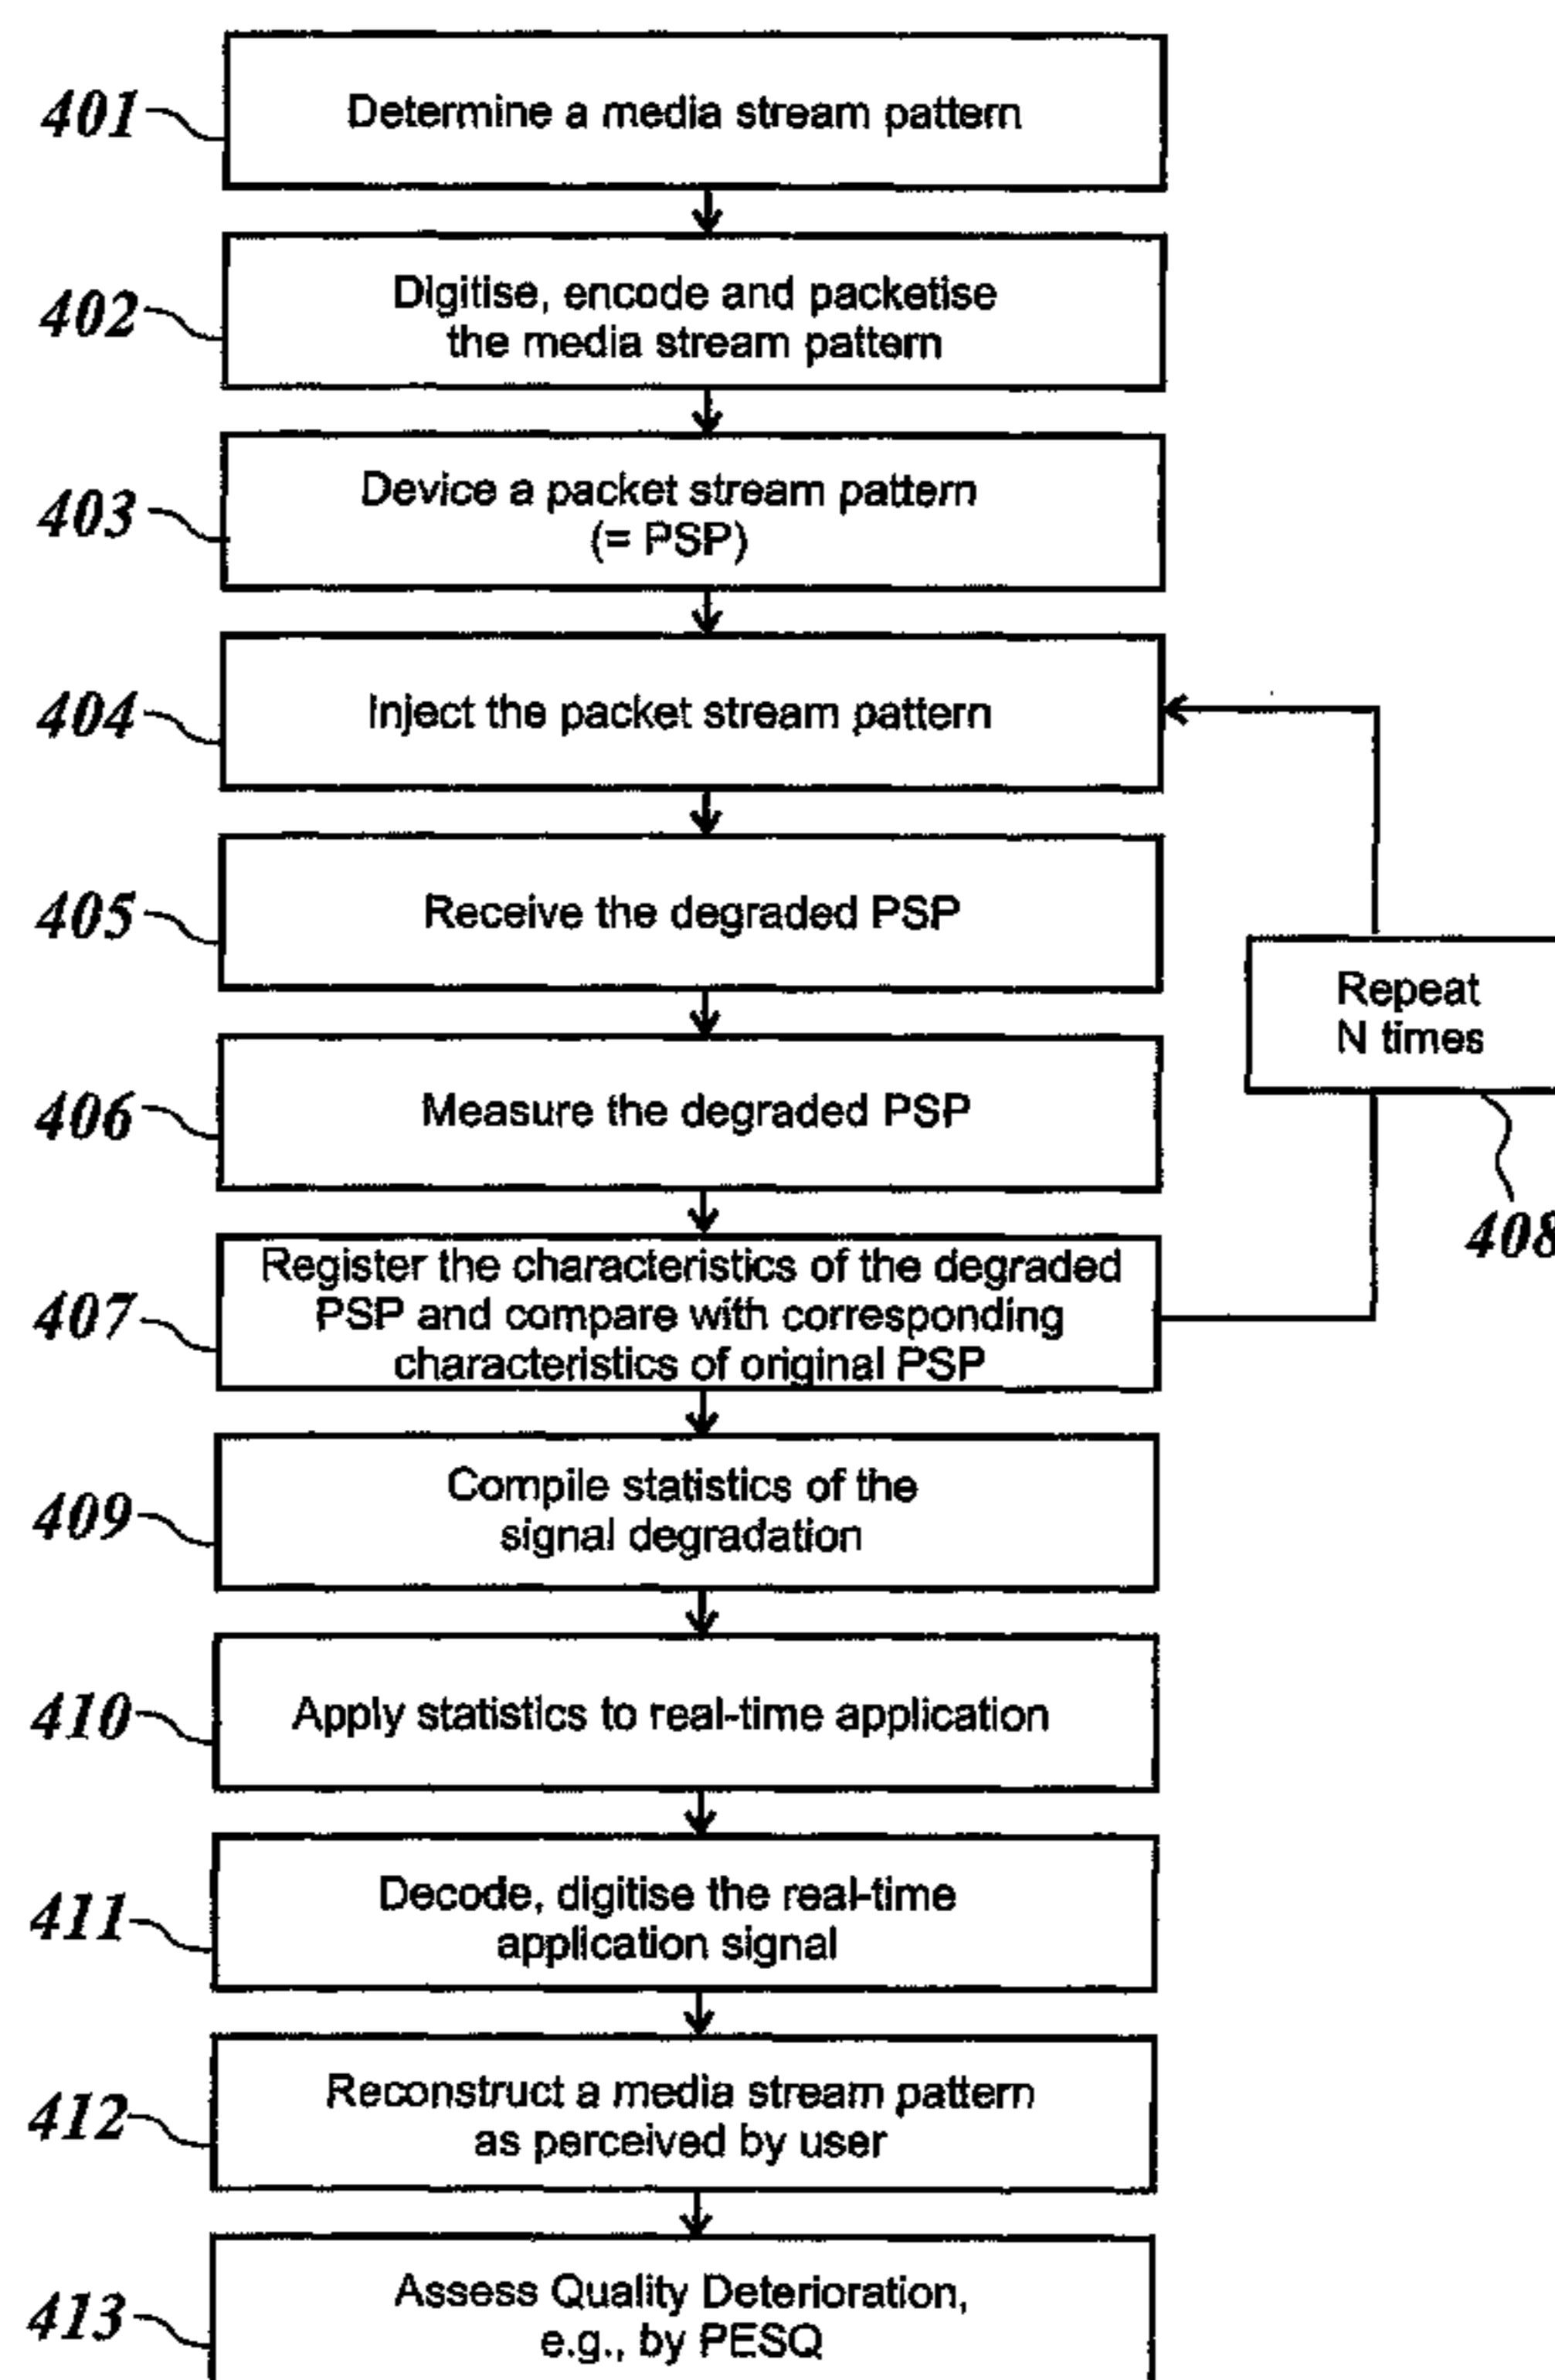 401
Determine a media stream pattern
402
Digitise, encode and packetise
the media stream pattern
403
Device a packet stream pattern
(= PSP)
404
Inject the packet stream pattern
405
Receive the degraded PSP
406
Measure the degraded PSP
Repeat
N times
408
407
Register the characteristics of the degraded
PSP and compare with corresponding
characteristics of original PSP
409
Compile statistics of the
signal degradation
410
Apply statistics to real-time application
411
Decode, digitise the real-time
application signal
412
Reconstruct a media stream pattern
as perceived by user
413
Assess Quality Deterioration,
e.g., by PESQ